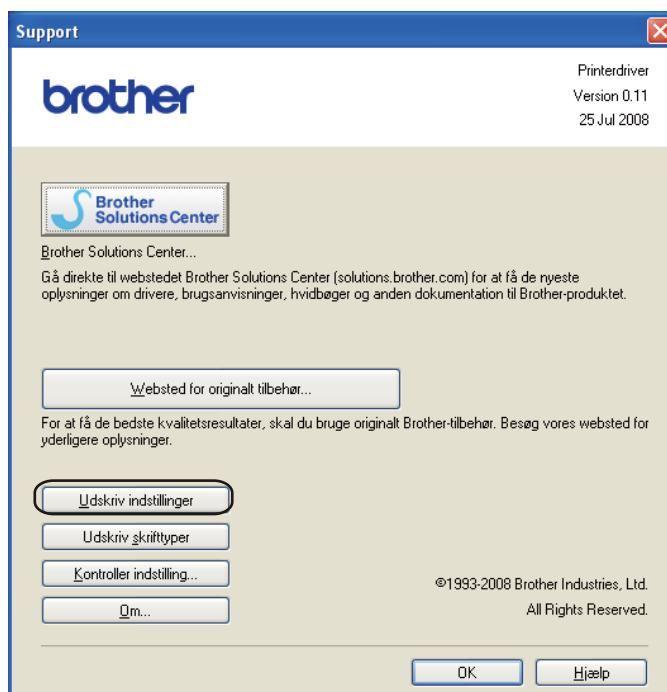 Support
brother
Printerdriver
Version 0.11
25 Jul 2008
Brother
Solutions Center
Brother Solutions Center...
Gå direkte til webstedet Brother Solutions Center (solutions.brother.com) for at få de nyeste
oplysninger om drivere, brugsanvisninger, hvidbøger og anden dokumentation til Brother-produktet.
Websted for originalt tilbehør...
For at få de bedste kvalitetsresultater, skal du bruge originalt Brother-tilbehør. Besøg vores websted for
yderligere oplysninger.
Udskriv indstillinger
Udskriv skrifttyper
Kontroller indstilling...
Om...
©1993-2008 Brother Industries, Ltd.
All Rights Reserved.
OK
Hjælp